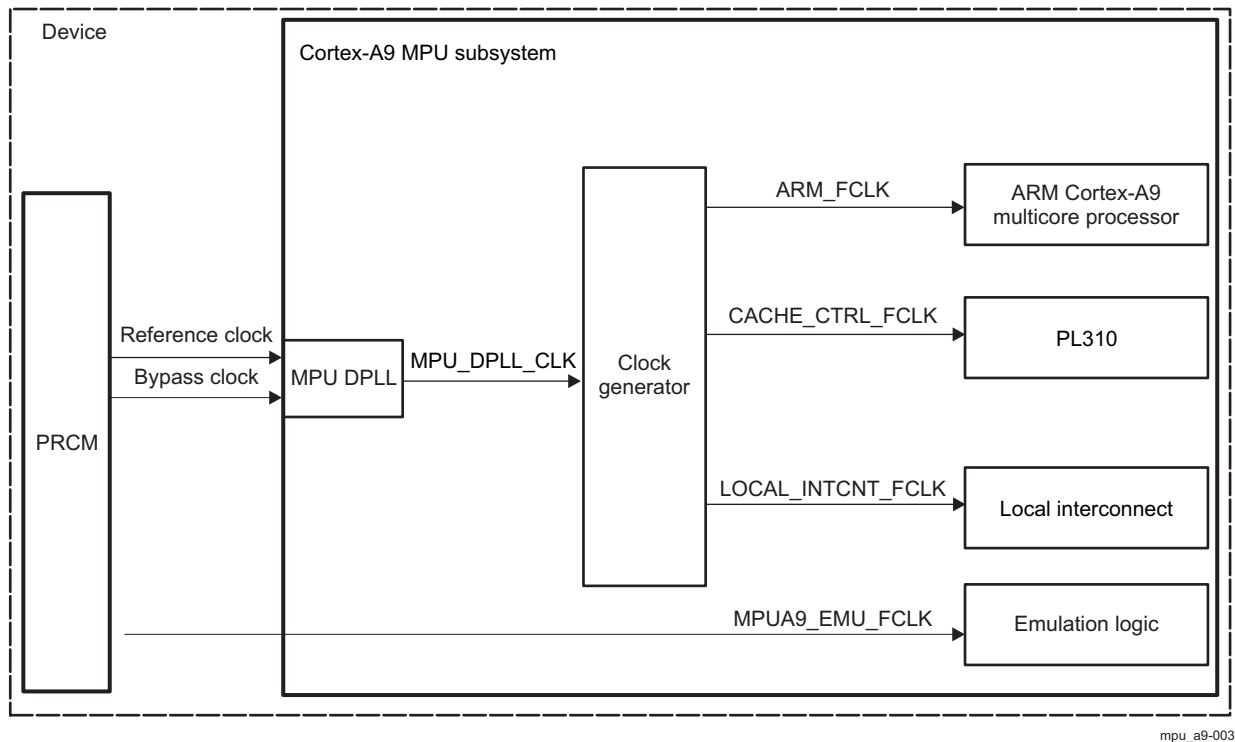 Device
Cortex-A9 MPU subsystem
ARM_FCLK
ARM Cortex-A9
multicore processor
CACHE_CTRL_FCLK
PL310
Reference clock
Bypass clock
MPU DPLL
MPU_DPLL_CLK
Clock
generator
PRCM
LOCAL_INTCNT_FCLK
Local interconnect
MPUA9_EMU_FCLK
Emulation logic
mpu_a9-003